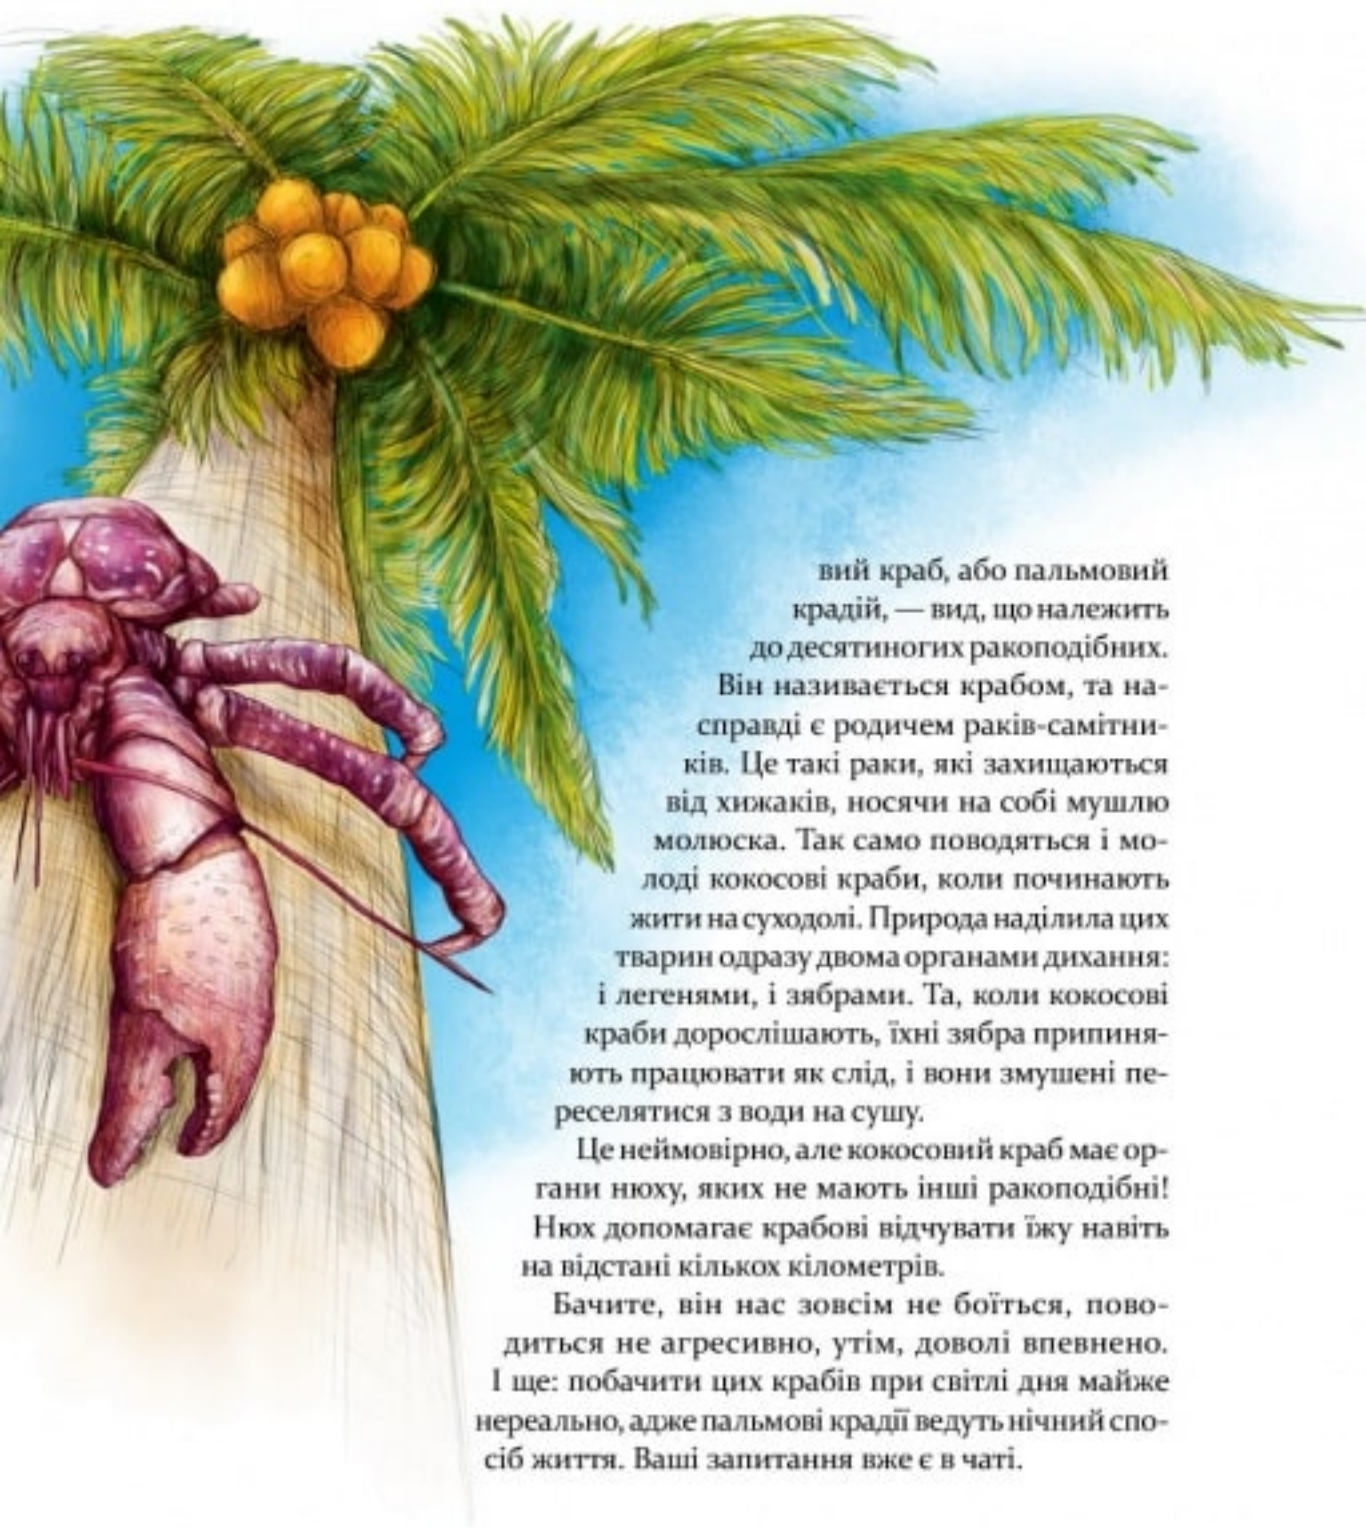 вий краб, або пальмовий
крадій, — вид, що належить
до десятиногих ракоподібних.
Він називається крабом, та на-
справді є родичем раків-самітни-
ків. Це такі раки, які захищаються
від хижаків, носячи на собі мушлю
молюска. Так само поводяться і мо-
лоді кокосові краби, коли починають
жити на суходолі. Природа наділила цих
тварин одразу двома органами дихання:
і легенями, і зябрами. Та, коли кокосові
краби дорослішають, їхні зябра припиня-
ють працювати як слід, і вони змушені пе-
реселятися з води на сушу.
Це неймовірно, але кокосовий краб має ор-
гани нюху, яких не мають інші ракоподібні!
Нюх допомагає крабові відчувати їжу навіть
на відстані кількох кілометрів.
Бачите, він нас зовсім не боїться, пово-
диться не агресивно, утім, доволі впевнено.
І ще: побачити цих крабів при світлі дня майже
нереально, адже пальмові крадії ведуть нічний спо-
сіб життя. Ваші запитання вже є в чаті.